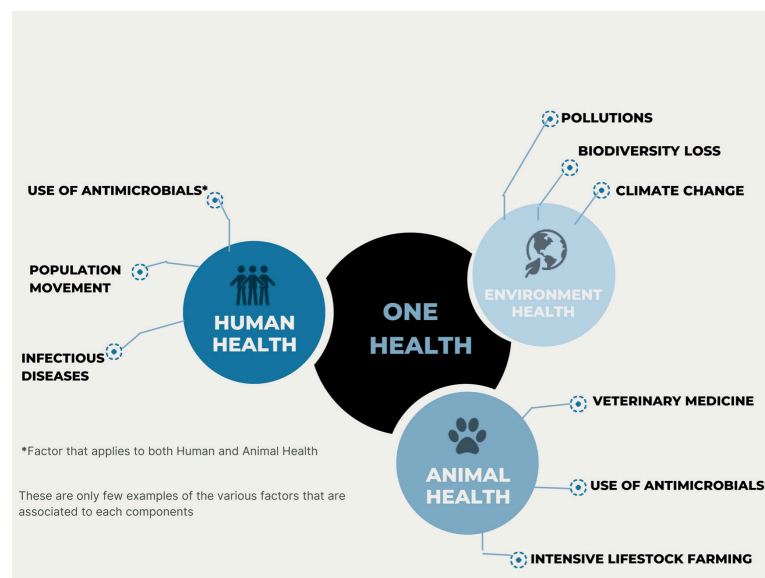 POLLUTIONS
BIODIVERSITY LOSS
CLIMATE CHANGE
USE OF ANTIMICROBIALS*
POPULATION
MOVEMENT
INFECTIOUS
DISEASES
HUMAN
HEALTH
ONE
HEALTH
ENVIRONMENT
HEALTH
ANIMAL
HEALTH
VETERINARY MEDICINE
USE OF ANTIMICROBIALS
INTENSIVE LIFESTOCK FARMING
*Factor that applies to both Human and Animal Health
These are only few examples of the various factors that are
associated to each components